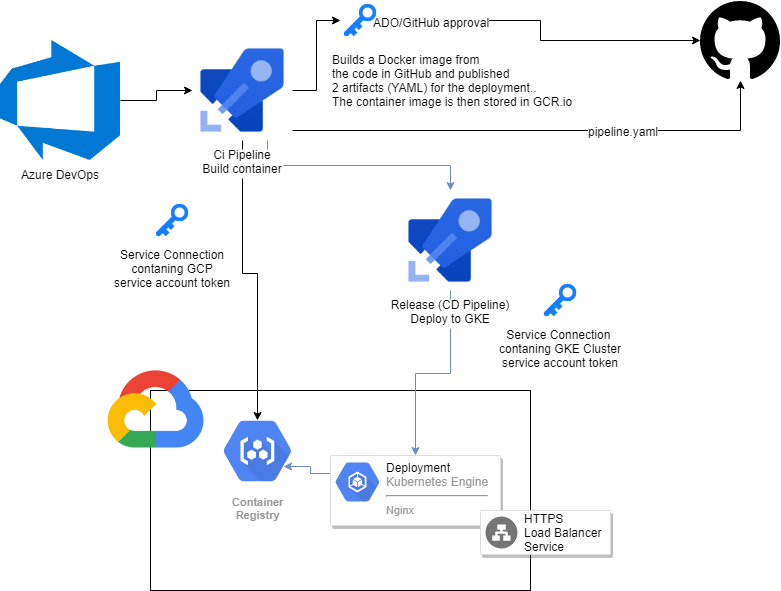 ADO/GitHub approval
Builds a Docker image from
the code in GitHub and published
2 artifacts (YAML) for the deployment..
The container image is then stored in GCR.io
pipeline.yaml
Azure DevOps
Ci Pipeline
Build container
Service Connection
contaning GCP
service account token
Release (CD Pipeline)
Deploy to GKE
Service Connection
contaning GKE Cluster
service account token
Container
Registry
Deployment
Kubernetes Engine
Nginx
HTTPS
Load Balancer
Service